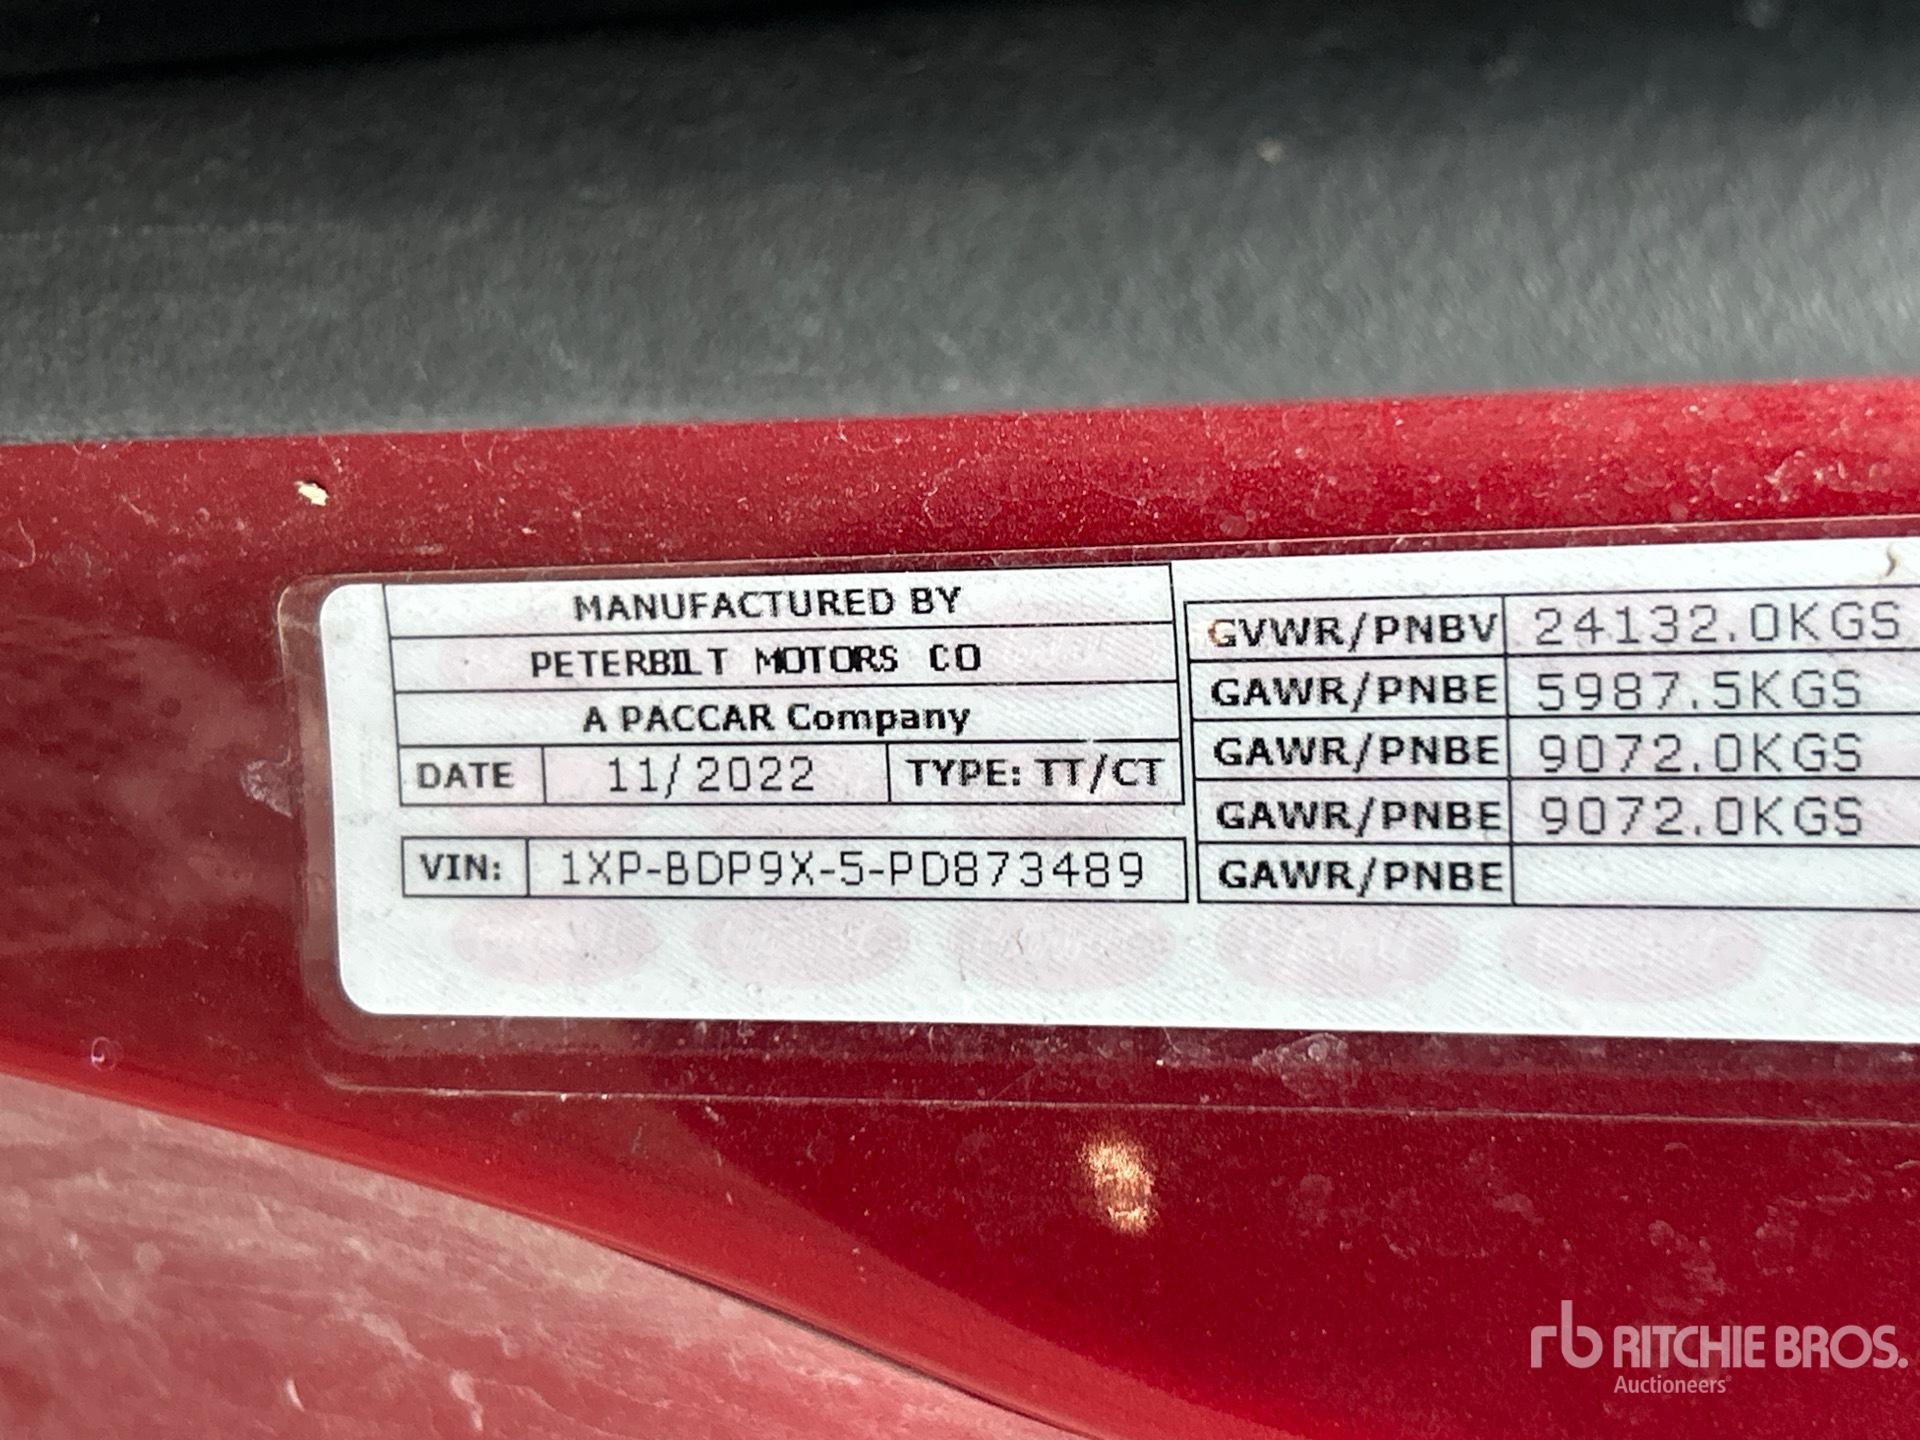 MANUFACTURED BY
PETERBILT MOTORS CO
A PACCAR Company
DATE 11/2022 TYPE: TT/CT
VIN: 1XP-BDP9X-5-PD873489
GVWR/PNBV 24132.0KGS
GAWR/PNBE 5987.5KGS
GAWR/PNBE 9072.0KGS
GAWR/PNBE 9072.0KGS
GAWR/PNBE
rb RITCHIE BROS.
Auctioneers